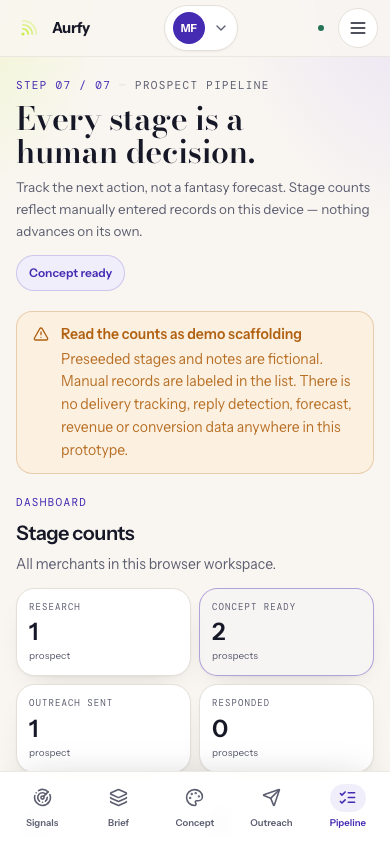 Aurfy
MF
STEP 07 / 07 — PROSPECT PIPELINE
Every stage is a
human decision.
Track the next action, not a fantasy forecast. Stage counts
reflect manually entered records on this device — nothing
advances on its own.
Concept ready
Read the counts as demo scaffolding
Preseeded stages and notes are fictional.
Manual records are labeled in the list. There is
no delivery tracking, reply detection, forecast,
revenue or conversion data anywhere in this
prototype.
DASHBOARD
Stage counts
All merchants in this browser workspace.
RESEARCH
1
prospect
CONCEPT READY
2
prospects
OUTREACH SENT
1
prospect
RESPONDED
0
prospects
Signals
Brief
Concept
Outreach
Pipeline